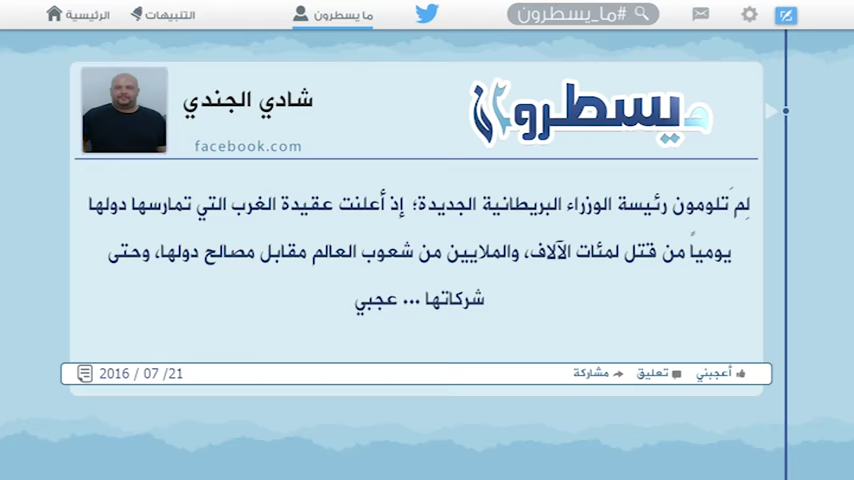 الرئيسية
التنبيهات
ما يسطرون
#ما_يسطرون
ما يسطرون
شادي الجندي
facebook.com
لِمَ تلومون رئيسة الوزراء البريطانية الجديدة؛ إذ أعلنت عقيدة الغرب التي تمارسها دولها
يومياً من قتل لمئات الآلاف، والملايين من شعوب العالم مقابل مصالح دولها، وحتى
شركاتها ... عجبي
أعجبني
تعليق
مشاركة
2016 / 07 /21